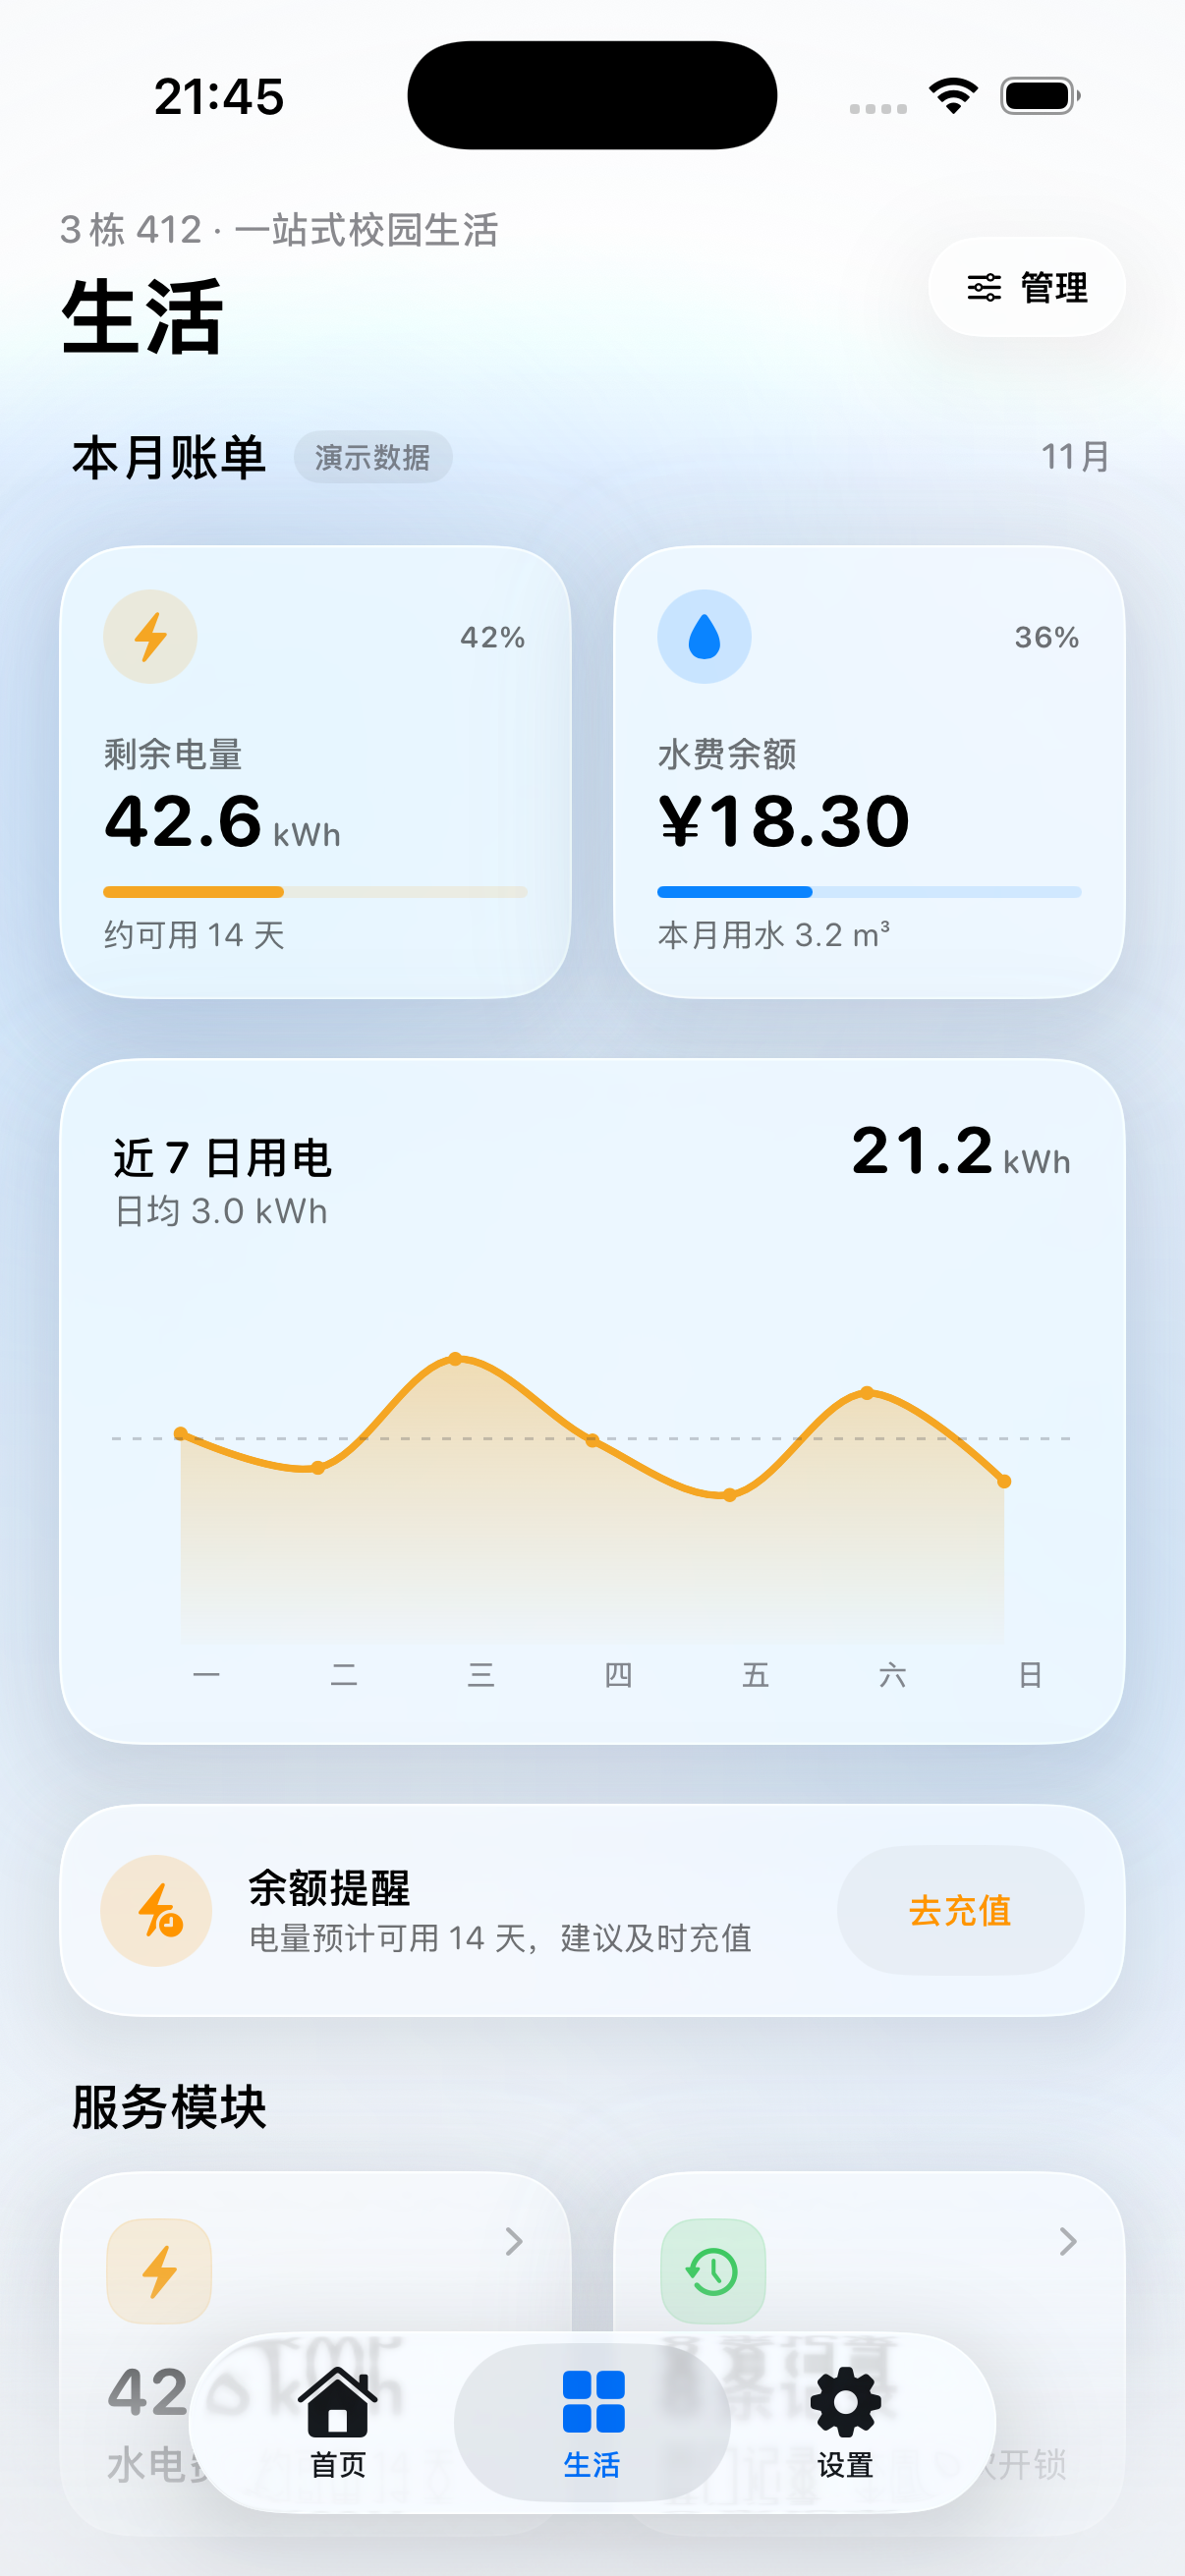 21:45
3栋 412 · 一站式校园生活
生活
管理
本月账单
演示数据
11月
42%
剩余电量
42.6 kWh
约可用 14 天
36%
水费余额
¥18.30
本月用水 3.2 m³
近 7 日用电
日均 3.0 kWh
21.2 kWh
一 二 三 四 五 六 日
余额提醒
电量预计可用 14 天，建议及时充值
去充值
服务模块
42
水电
开锁
首页
生活
设置